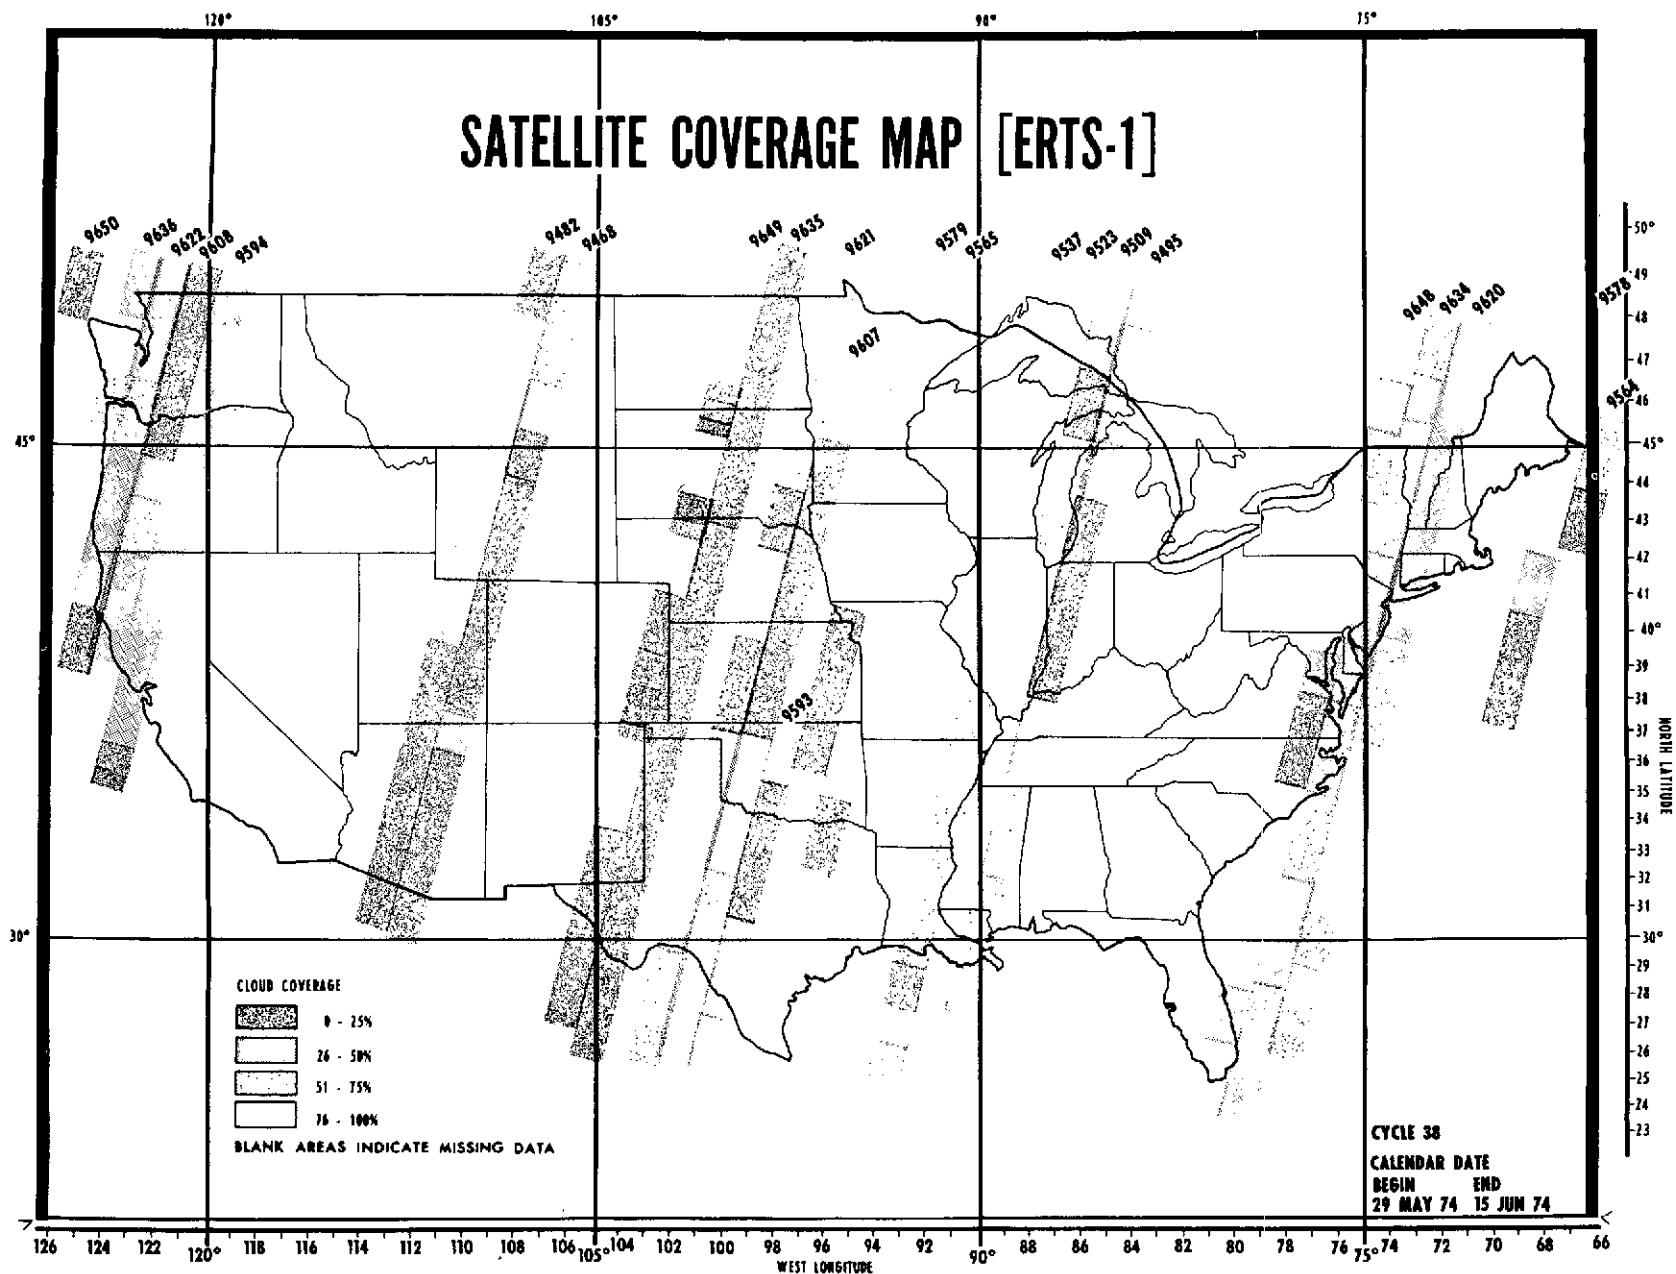 120° 105° 90° 75°
SATELLITE COVERAGE MAP [ERTS-1]
9650 9636 9622 9608 9594 9482 9468 9649 9635 9621 9579 9565 9537 9523 9509 9495
9648 9634 9620 9578
9607
9564
9593
50°
49
48
47
46
45° 45°
44
43
42
41
40°
39
38
37
36
35
34
33
32
31
30° 30°
29
28
27
26
25
24
23
NORTH LATITUDE
CLOUD COVERAGE
0 - 25%
26 - 50%
51 - 75%
76 - 100%
BLANK AREAS INDICATE MISSING DATA
CYCLE 38
CALENDAR DATE
BEGIN END
29 MAY 74 15 JUN 74
126 124 122 120° 118 116 114 112 110 108 106 105° 104 102 100 98 96 94 92 90° 88 86 84 82 80 78 76 75° 74 72 70 68 66
WEST LONGITUDE